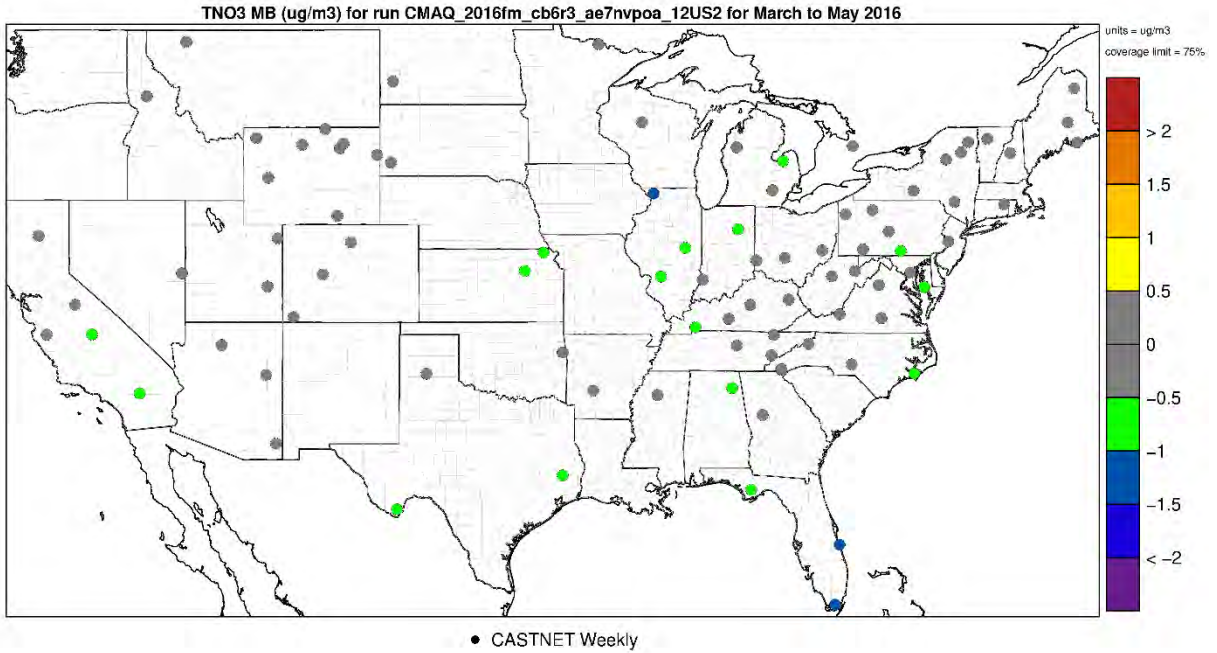 TNO3 MB (ug/m3) for run CMAQ_2016fm_cb6r3_ae7nvpoa_12US2 for March to May 2016
units = ug/m3
coverage limit = 75%
> 2
1.5
1
0.5
0
−0.5
−1
−1.5
< −2
● CASTNET Weekly